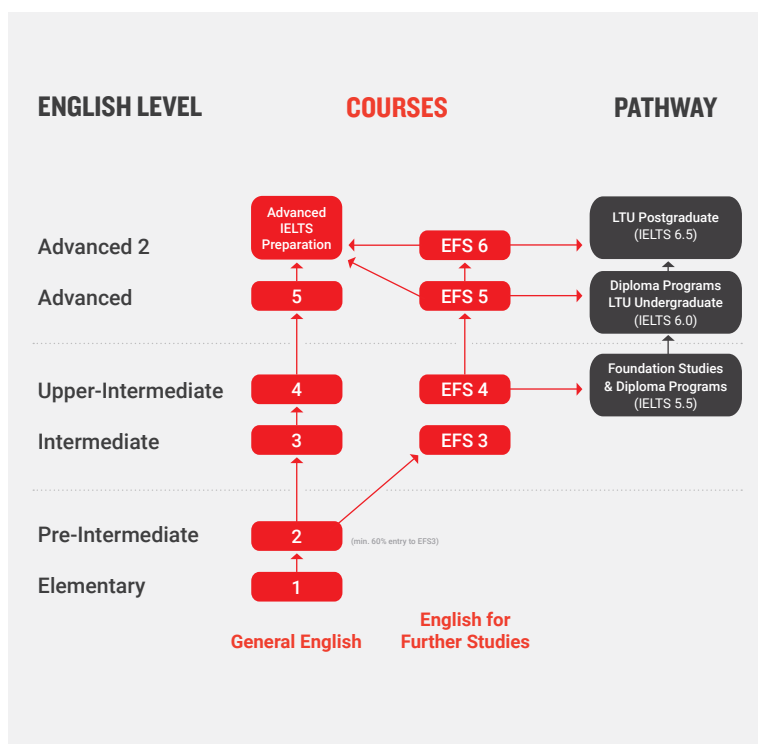 ENGLISH LEVEL
COURSES
PATHWAY
Advanced 2
Advanced
IELTS
Preparation
EFS 6
LTU Postgraduate
(IELTS 6.5)
Advanced
5
EFS 5
Diploma Programs
LTU Undergraduate
(IELTS 6.0)
Upper-Intermediate
4
EFS 4
Foundation Studies
& Diploma Programs
(IELTS 5.5)
Intermediate
3
EFS 3
Pre-Intermediate
2
(min. 60% entry to EFS3)
Elementary
1
General English
English for
Further Studies